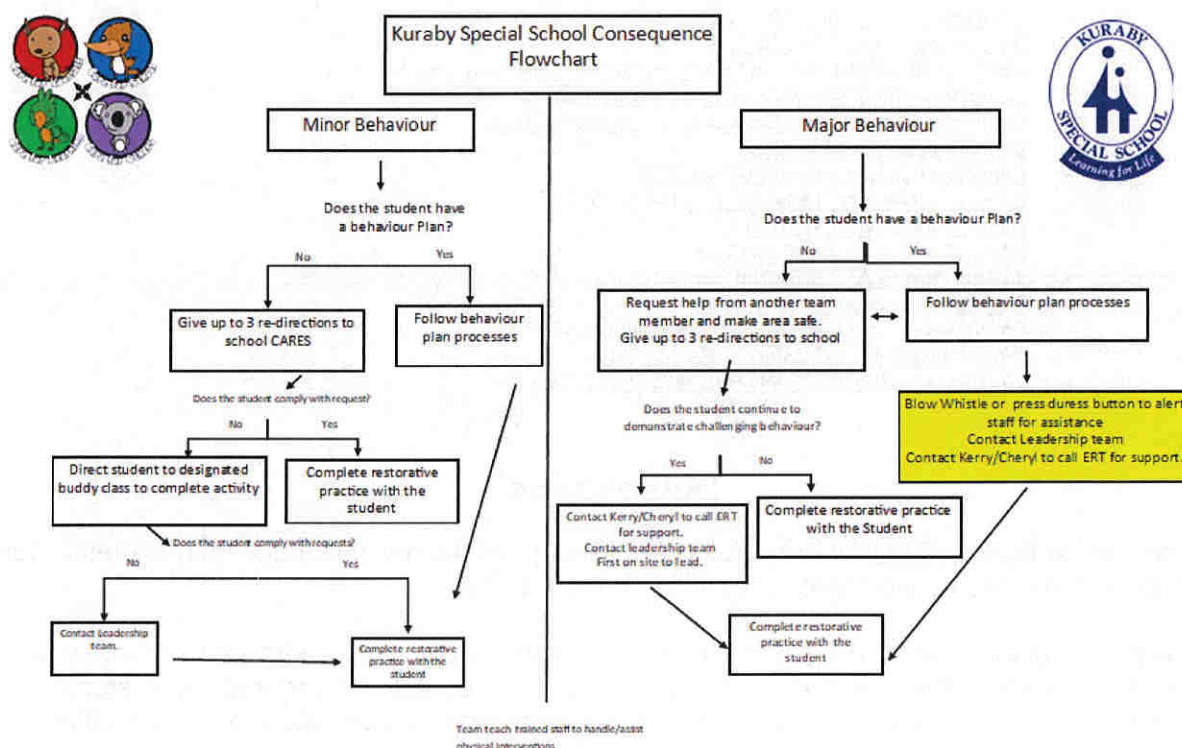 Kuraby Special School Consequence
Flowchart
KURABY
SPECIAL SCHOOL
Learning for Life
Minor Behaviour
Does the student have
a behaviour Plan?
No
Yes
Give up to 3 re-directions to
school CARES
Follow behaviour
plan processes
Does the student comply with request?
No
Yes
Direct student to designated
buddy class to complete activity
Complete restorative
practice with the
student
Does the student comply with requests?
No
Yes
Contact Leadership
team.
Complete restorative
practice with the
student
Major Behaviour
Does the student have a behaviour Plan?
No
Yes
Request help from another team
member and make area safe.
Give up to 3 re-directions to school
Follow behaviour plan processes
Does the student continue to
demonstrate challenging behaviour?
Blow Whistle or press duress button to alert
staff for assistance
Contact Leadership team
Contact Kerry/Cheryl to call ERT for support.
Yes
No
Contact Kerry/Cheryl to call ERT
for support.
Contact leadership team
First on site to lead.
Complete restorative practice
with the Student
Complete restorative
practice with the
student
Team teach trained staff to handle/assist
physical interventions